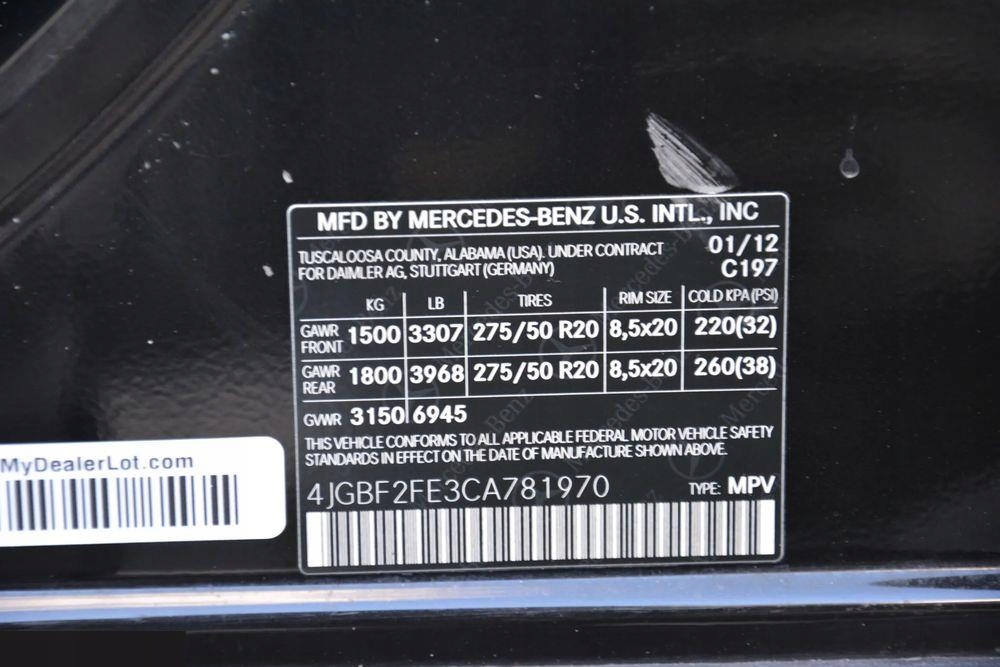 MFD BY MERCEDES-BENZ U.S. INTL., INC
TUSCALOOSA COUNTY, ALABAMA (USA). UNDER CONTRACT 01/12
FOR DAIMLER AG, STUTTGART (GERMANY) C197
KG LB TIRES RIM SIZE COLD KPA (PSI)
GAWR FRONT 1500 3307 275/50 R20 8,5x20 220(32)
GAWR REAR 1800 3968 275/50 R20 8,5x20 260(38)
GVWR 3150 6945
THIS VEHICLE CONFORMS TO ALL APPLICABLE FEDERAL MOTOR VEHICLE SAFETY
STANDARDS IN EFFECT ON THE DATE OF MANUFACTURE SHOWN ABOVE.
4JGBF2FE3CA781970 TYPE: MPV
MyDealerLot.com